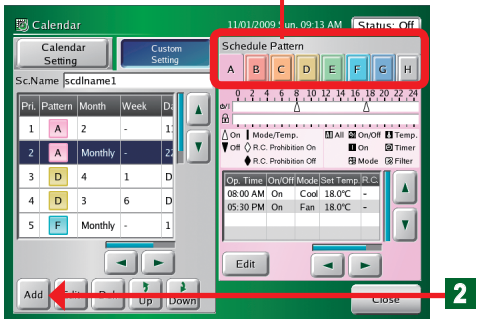 Calendar
11/01/2009 Sun. 09:13 AM
Status: Off
Calendar Setting
Custom Setting
Sc.Name scdlname1
Pri. Pattern Month Week
1 A 2 -
2 A Monthly -
3 D 4 1 D
4 D 3 6 D
5 F Monthly - 1
Add
Up
Down
Schedule Pattern
A B C D E F G H
0 2 4 6 8 10 12 14 16 18 20 22 24
On Mode/Temp. All On/Off Temp.
Off R.C. Prohibition On On Timer
R.C. Prohibition Off Mode Filter
Op. Time On/Off Mode Set Temp. R.C.
08:00 AM On Cool 18.0°C -
05:30 PM On Fan 18.0°C -
Edit
Close
2